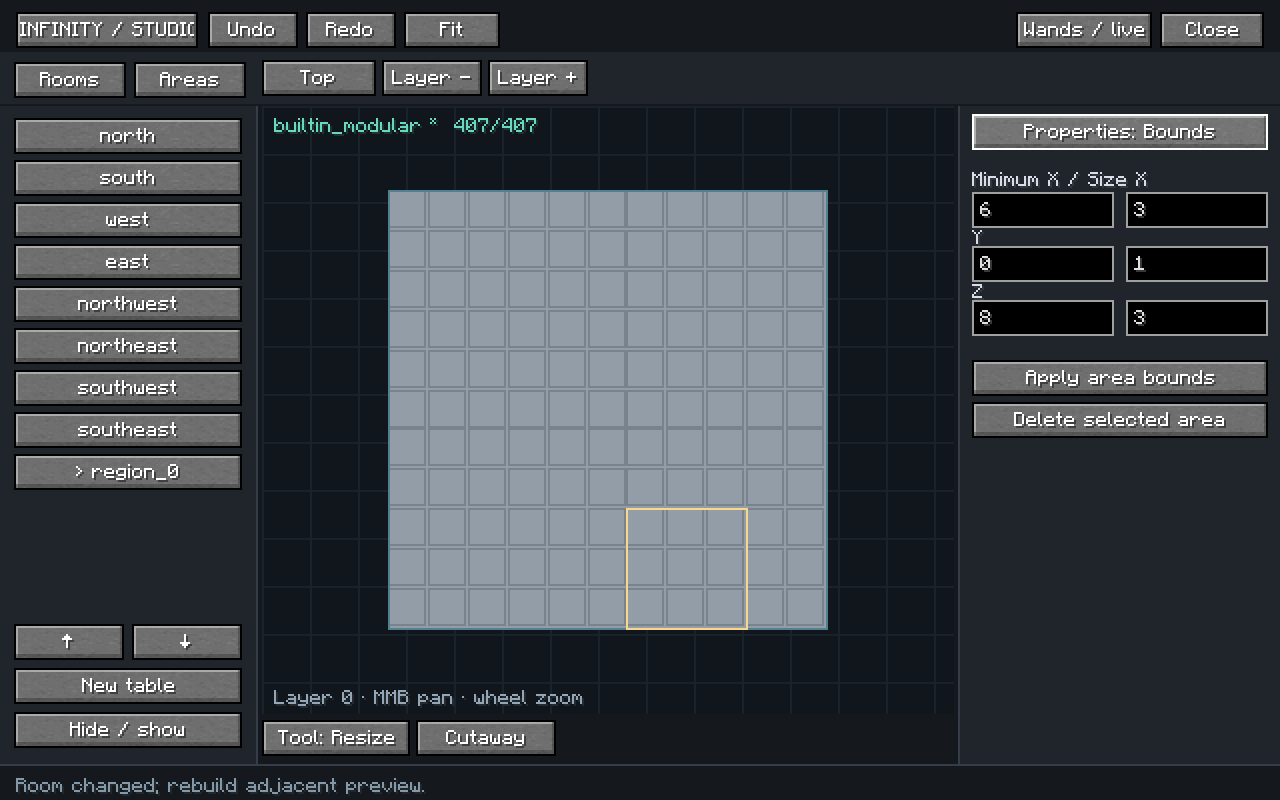 INFINITY / STUDIO Undo Redo Fit Wands / live Close
Rooms Areas Top Layer - Layer +
north
south
west
east
northwest
northeast
southwest
southeast
> region_0
↑ ↓
New table
Hide / show
builtin_modular * 407/407
Layer 0 · MMB pan · wheel zoom
Tool: Resize Cutaway
Properties: Bounds
Minimum X / Size X
6 3
Y
0 1
Z
8 3
Apply area bounds
Delete selected area
Room changed; rebuild adjacent preview.